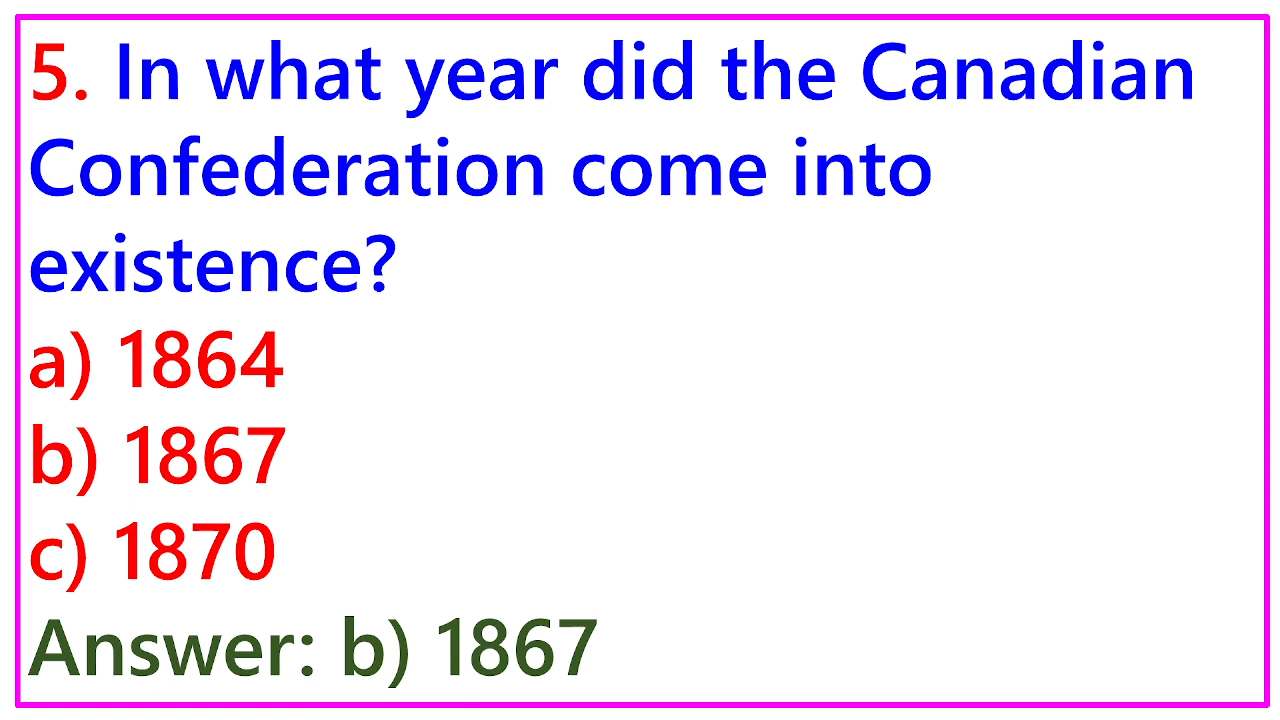 5. In what year did the Canadian
Confederation come into
existence?
a) 1864
b) 1867
c) 1870
Answer: b) 1867